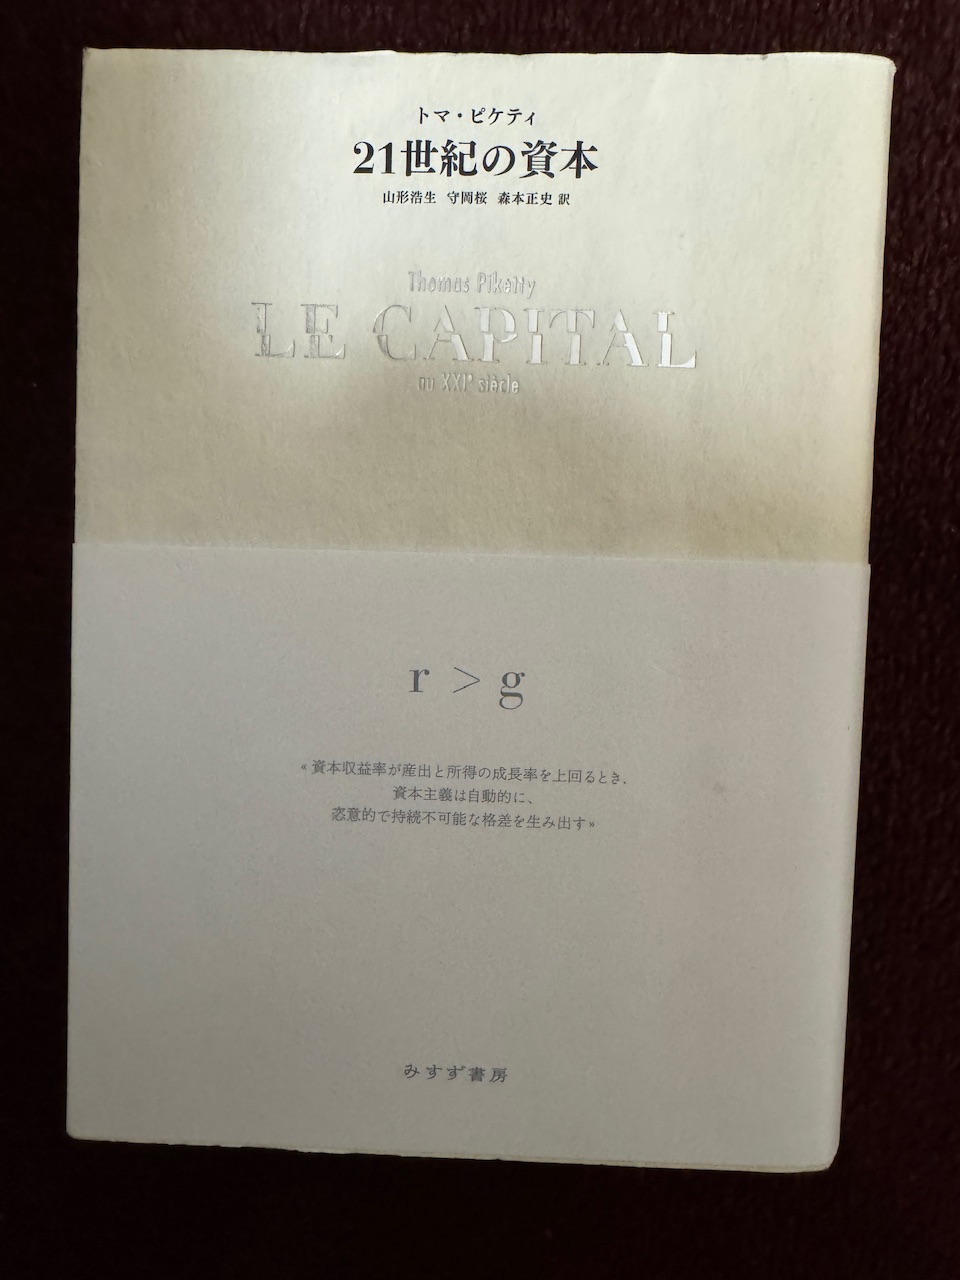 トマ・ピケティ
21世紀の資本
山形浩生 守岡桜 森本正史 訳
Thomas Piketty
LE CAPITAL
au XXIe siècle
r > g
« 資本収益率が産出と所得の成長率を上回るとき、
資本主義は自動的に、
恣意的で持続不可能な格差を生み出す »
みすず書房